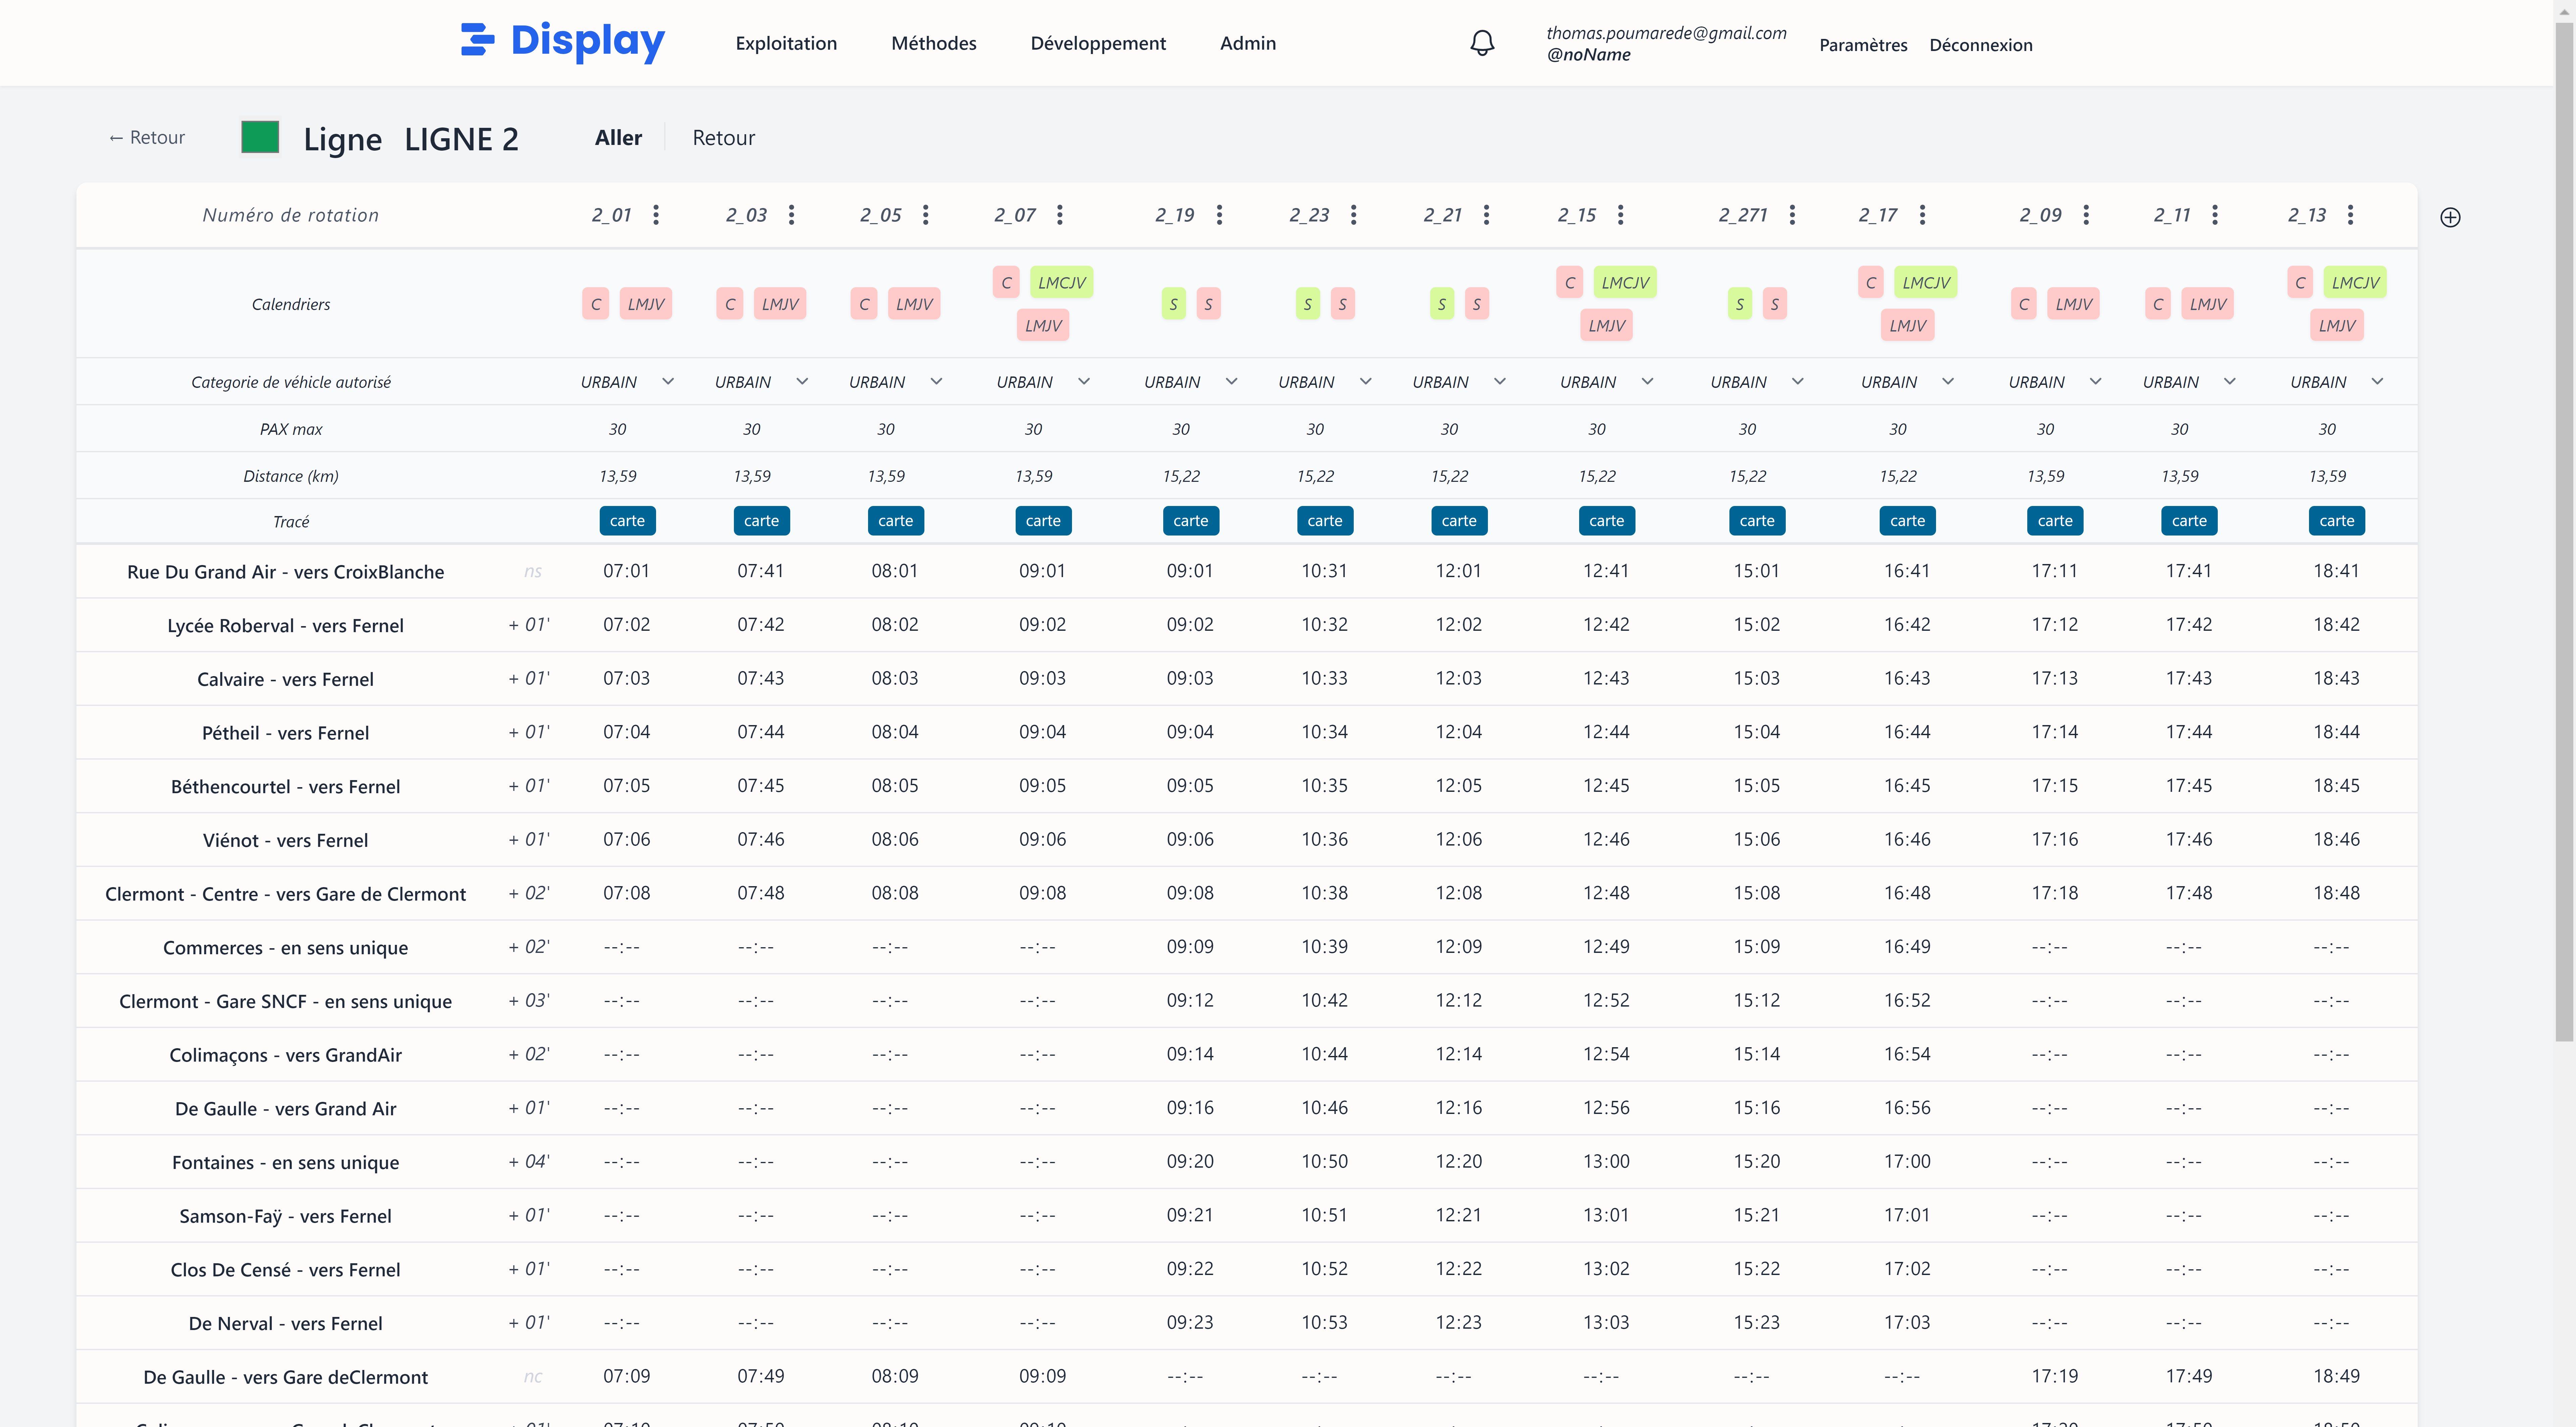 Display Exploitation Méthodes Développement Admin thomas.poumarede@gmail.com Paramètres Déconnexion
@noName
← Retour Ligne LIGNE 2 Aller Retour
Numéro de rotation 2_01 2_03 2_05 2_07 2_19 2_23 2_21 2_15 2_271 2_17 2_09 2_11 2_13
C LMCJV C LMCJV C LMCJV C LMCJV
Calendriers C LMJV C LMJV C LMJV S S S S S S S S C LMJV C LMJV
LMJV LMJV LMJV LMJV
Categorie de véhicle autorisé URBAIN URBAIN URBAIN URBAIN URBAIN URBAIN URBAIN URBAIN URBAIN URBAIN URBAIN URBAIN URBAIN
PAX max 30 30 30 30 30 30 30 30 30 30 30 30 30
Distance (km) 13,59 13,59 13,59 13,59 15,22 15,22 15,22 15,22 15,22 15,22 13,59 13,59 13,59
Tracé carte carte carte carte carte carte carte carte carte carte carte carte carte
Rue Du Grand Air - vers CroixBlanche ns 07:01 07:41 08:01 09:01 09:01 10:31 12:01 12:41 15:01 16:41 17:11 17:41 18:41
Lycée Roberval - vers Fernel + 01' 07:02 07:42 08:02 09:02 09:02 10:32 12:02 12:42 15:02 16:42 17:12 17:42 18:42
Calvaire - vers Fernel + 01' 07:03 07:43 08:03 09:03 09:03 10:33 12:03 12:43 15:03 16:43 17:13 17:43 18:43
Pétheil - vers Fernel + 01' 07:04 07:44 08:04 09:04 09:04 10:34 12:04 12:44 15:04 16:44 17:14 17:44 18:44
Béthencourtel - vers Fernel + 01' 07:05 07:45 08:05 09:05 09:05 10:35 12:05 12:45 15:05 16:45 17:15 17:45 18:45
Viénot - vers Fernel + 01' 07:06 07:46 08:06 09:06 09:06 10:36 12:06 12:46 15:06 16:46 17:16 17:46 18:46
Clermont - Centre - vers Gare de Clermont + 02' 07:08 07:48 08:08 09:08 09:08 10:38 12:08 12:48 15:08 16:48 17:18 17:48 18:48
Commerces - en sens unique + 02' --:-- --:-- --:-- --:-- 09:09 10:39 12:09 12:49 15:09 16:49 --:-- --:-- --:--
Clermont - Gare SNCF - en sens unique + 03' --:-- --:-- --:-- --:-- 09:12 10:42 12:12 12:52 15:12 16:52 --:-- --:-- --:--
Colimaçons - vers GrandAir + 02' --:-- --:-- --:-- --:-- 09:14 10:44 12:14 12:54 15:14 16:54 --:-- --:-- --:--
De Gaulle - vers Grand Air + 01' --:-- --:-- --:-- --:-- 09:16 10:46 12:16 12:56 15:16 16:56 --:-- --:-- --:--
Fontaines - en sens unique + 04' --:-- --:-- --:-- --:-- 09:20 10:50 12:20 13:00 15:20 17:00 --:-- --:-- --:--
Samson-Faÿ - vers Fernel + 01' --:-- --:-- --:-- --:-- 09:21 10:51 12:21 13:01 15:21 17:01 --:-- --:-- --:--
Clos De Censé - vers Fernel + 01' --:-- --:-- --:-- --:-- 09:22 10:52 12:22 13:02 15:22 17:02 --:-- --:-- --:--
De Nerval - vers Fernel + 01' --:-- --:-- --:-- --:-- 09:23 10:53 12:23 13:03 15:23 17:03 --:-- --:-- --:--
De Gaulle - vers Gare deClermont nc 07:09 07:49 08:09 09:09 --:-- --:-- --:-- --:-- --:-- --:-- 17:19 17:49 18:49